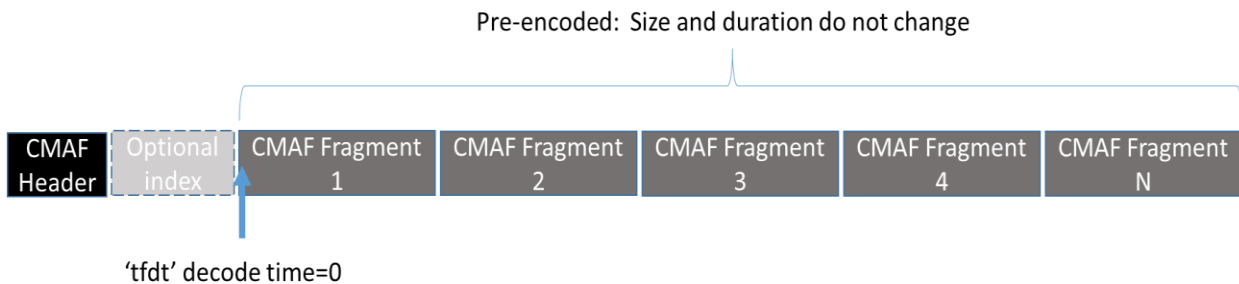 Pre-encoded: Size and duration do not change
CMAF Header
Optional index
CMAF Fragment 1
CMAF Fragment 2
CMAF Fragment 3
CMAF Fragment 4
CMAF Fragment N
‘tfdt’ decode time=0